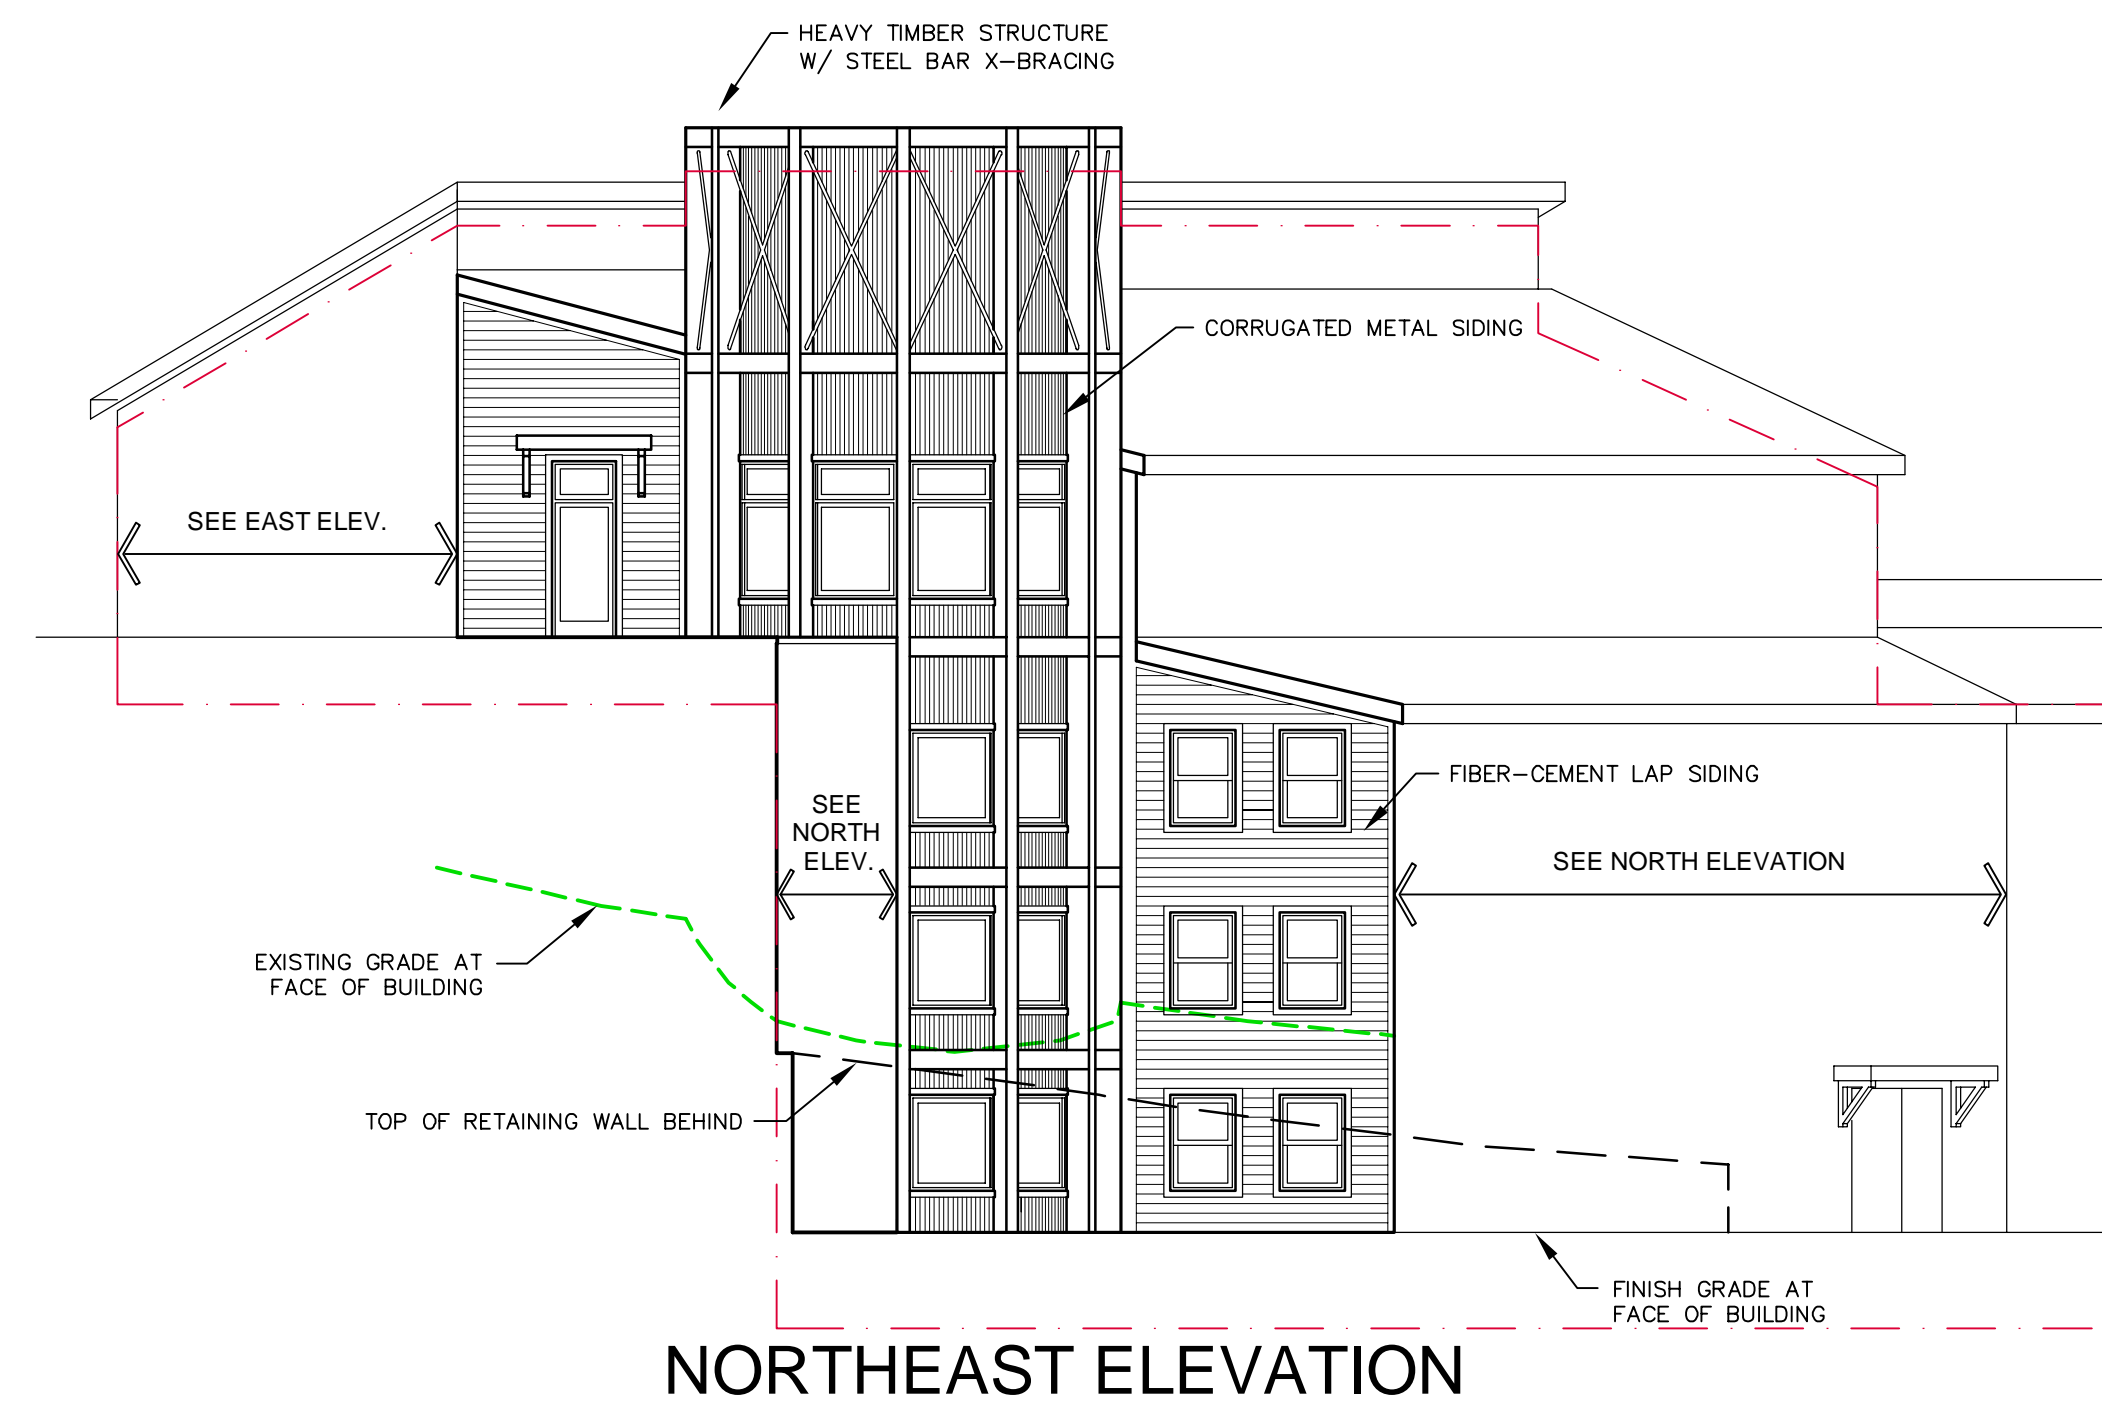 HEAVY TIMBER STRUCTURE
W/ STEEL BAR X-BRACING
CORRUGATED METAL SIDING
SEE EAST ELEV.
FIBER-CEMENT LAP SIDING
SEE
NORTH
ELEV.
SEE NORTH ELEVATION
EXISTING GRADE AT
FACE OF BUILDING
TOP OF RETAINING WALL BEHIND
FINISH GRADE AT
FACE OF BUILDING
NORTHEAST ELEVATION